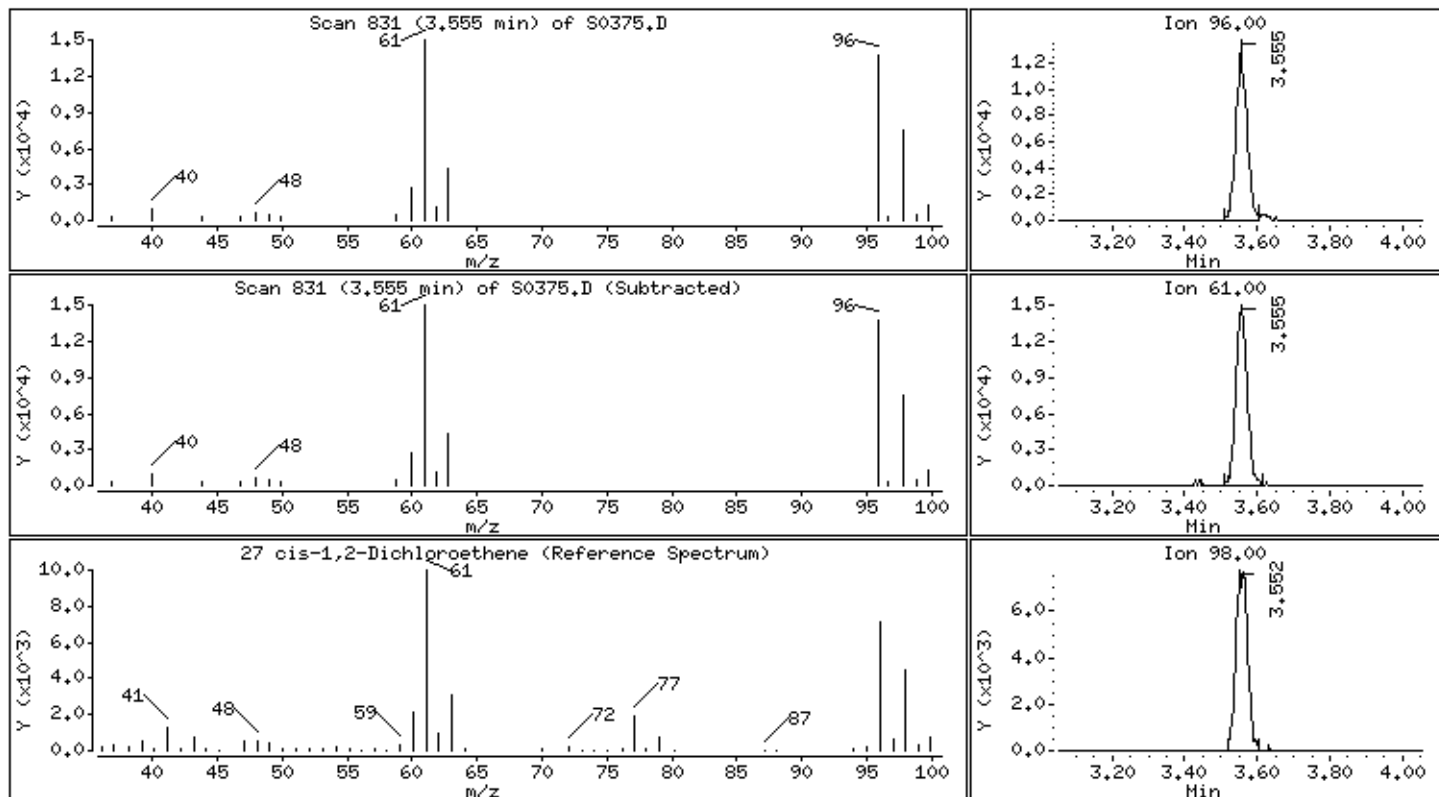 Scan 831 (3.555 min) of S0375.D
Y (x10^4)
1.5
1.2
0.9
0.6
0.3
0.0
40
48
61
96
40 45 50 55 60 65 70 75 80 85 90 95 100
m/z
Ion 96.00
Y (x10^4)
1.2
1.0
0.8
0.6
0.4
0.2
0.0
3.555
3.20 3.40 3.60 3.80 4.00
Min
Scan 831 (3.555 min) of S0375.D (Subtracted)
Y (x10^4)
1.5
1.2
0.9
0.6
0.3
0.0
40
48
61
96
40 45 50 55 60 65 70 75 80 85 90 95 100
m/z
Ion 61.00
Y (x10^4)
1.5
1.2
0.9
0.6
0.3
0.0
3.555
3.20 3.40 3.60 3.80 4.00
Min
27 cis-1,2-Dichloroethene (Reference Spectrum)
Y (x10^3)
10.0
8.0
6.0
4.0
2.0
0.0
41
48
59
61
72
77
87
40 45 50 55 60 65 70 75 80 85 90 95 100
m/z
Ion 98.00
Y (x10^3)
6.0
4.0
2.0
0.0
3.552
3.20 3.40 3.60 3.80 4.00
Min